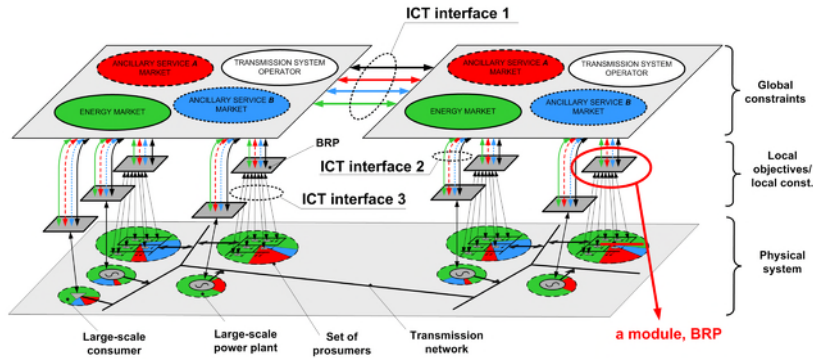 ICT interface 1
ANCILLARY SERVICE A
MARKET
TRANSMISSION SYSTEM
OPERATOR
ENERGY MARKET
ANCILLARY SERVICE B
MARKET
ANCILLARY SERVICE A
MARKET
TRANSMISSION SYSTEM
OPERATOR
ENERGY MARKET
ANCILLARY SERVICE B
MARKET
Global
constraints
BRP
ICT interface 2
ICT interface 3
Local
objectives/
local const.
Physical
system
Large-scale
consumer
Large-scale
power plant
Set of
prosumers
Transmission
network
a module, BRP